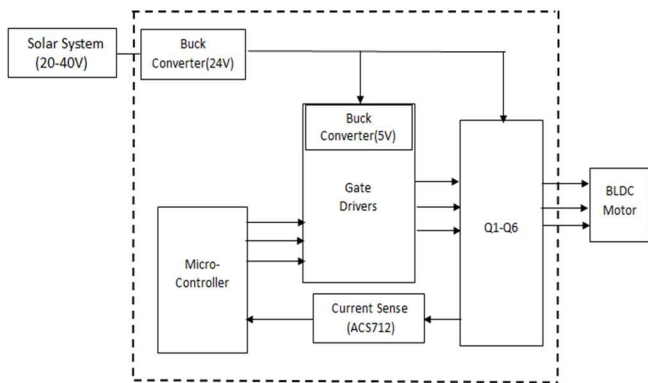 Solar System
(20-40V)
Buck
Converter(24V)
Buck
Converter(5V)
Gate
Drivers
Q1-Q6
BLDC
Motor
Micro-
Controller
Current Sense
(ACS712)